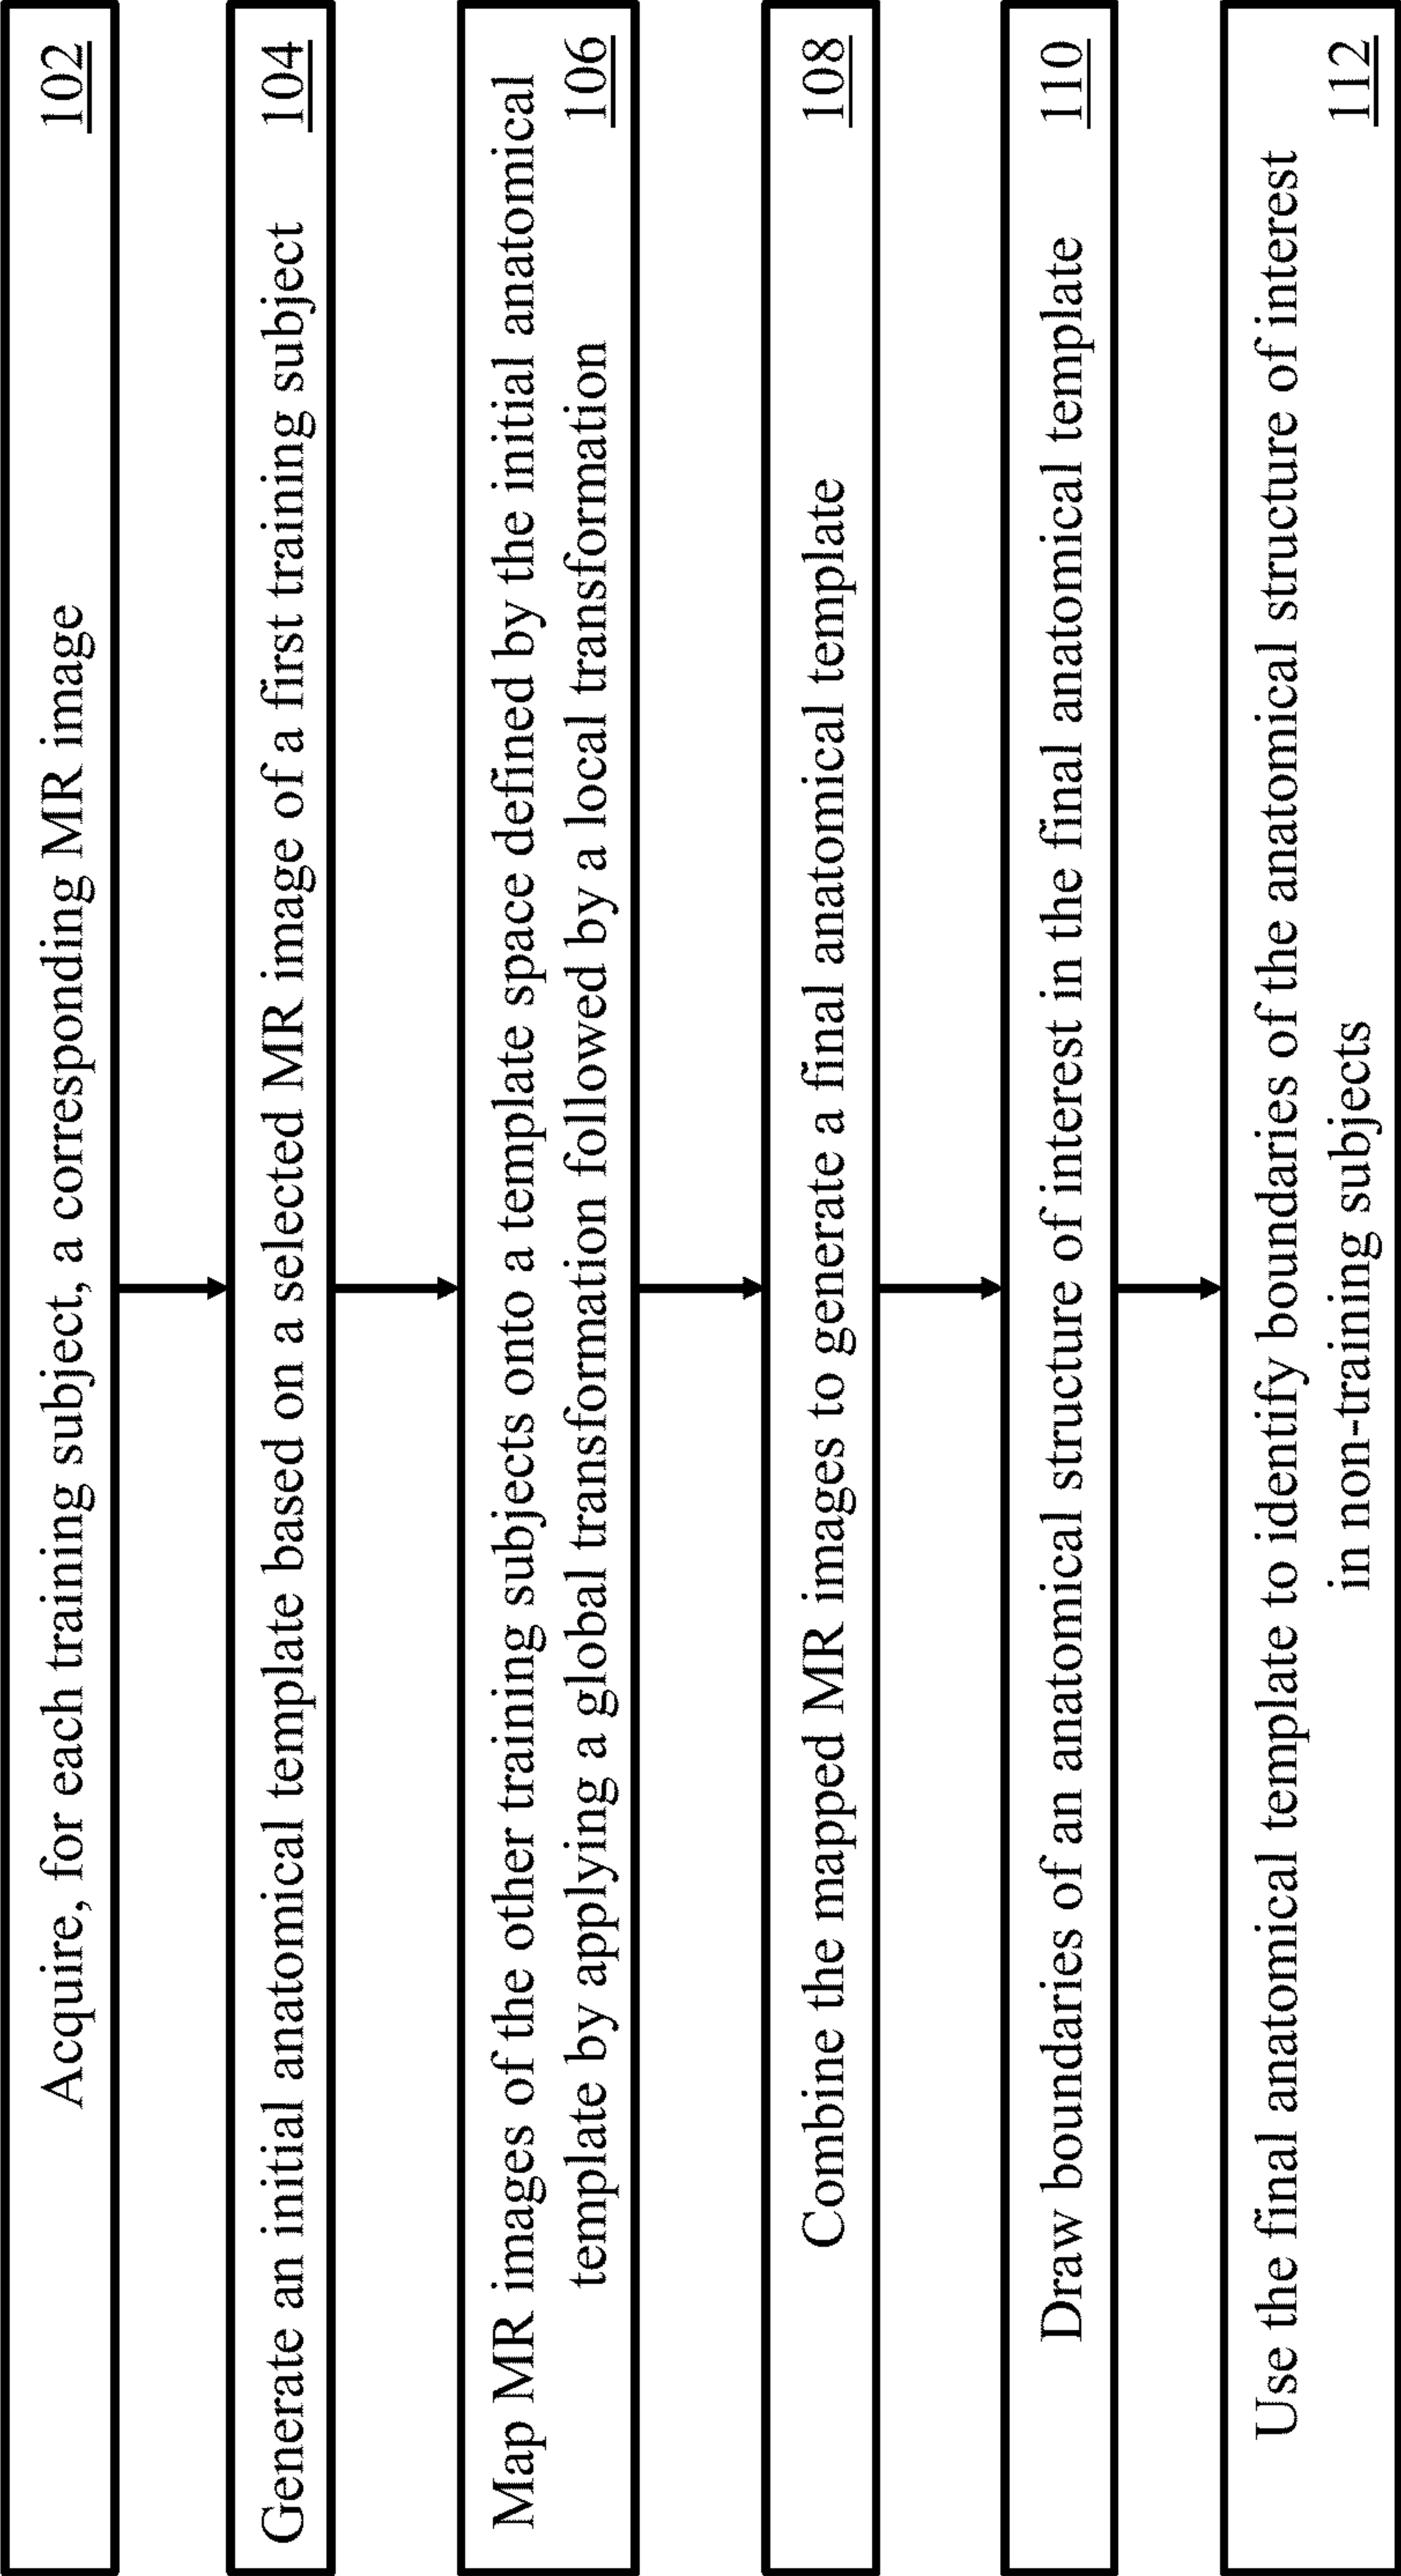 Acquire, for each training subject, a corresponding MR image
102
Generate an initial anatomical template based on a selected MR image of a first training subject
104
Map MR images of the other training subjects onto a template space defined by the initial anatomical
template by applying a global transformation followed by a local transformation
106
Combine the mapped MR images to generate a final anatomical template
108
Draw boundaries of an anatomical structure of interest in the final anatomical template
110
Use the final anatomical template to identify boundaries of the anatomical structure of interest
in non-training subjects
112